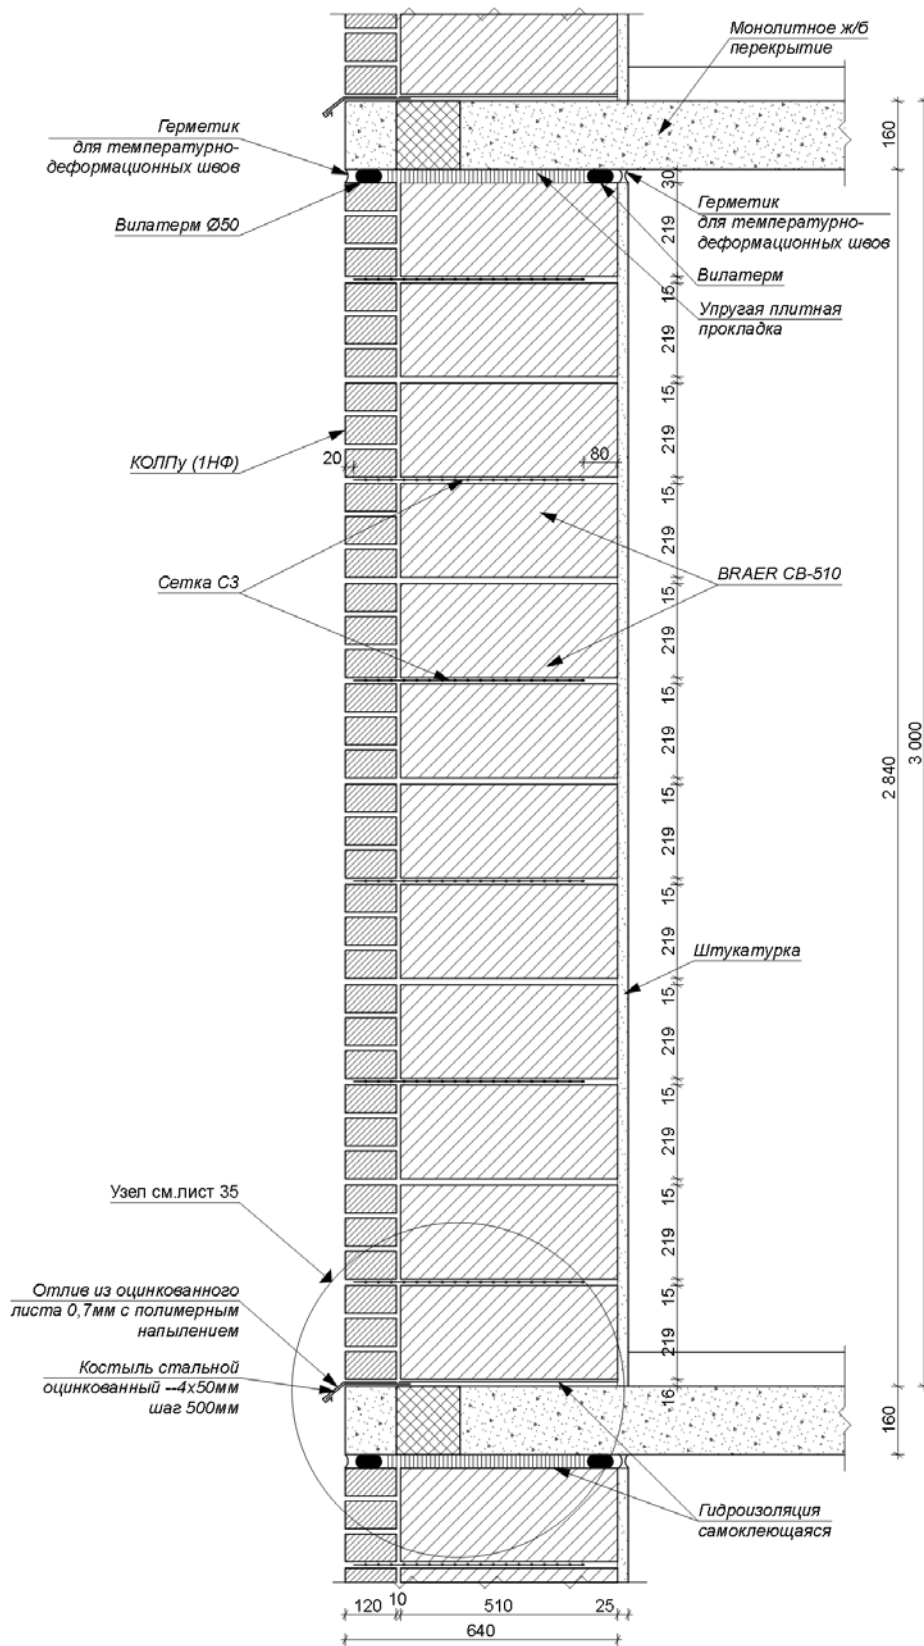 Монолитное ж/б
перекрытие
160
Герметик
для температурно-
деформационных швов
30
Вилатерм Ø50
219
Герметик
для температурно-
деформационных швов
Вилатерм
15
Упругая плитная
прокладка
219
15
219
КОЛПу (1НФ)
20
80
15
219
Сетка С3
BRAER СВ-510
15
219
15
219
2 840
3 000
15
219
15
219
Штукатурка
15
219
15
219
Узел см.лист 35
15
219
Отлив из оцинкованного
листа 0,7мм с полимерным
напылением
15
219
Костыль стальной
оцинкованный --4х50мм
шаг 500мм
16
160
Гидроизоляция
самоклеющаяся
120
10
510
25
640